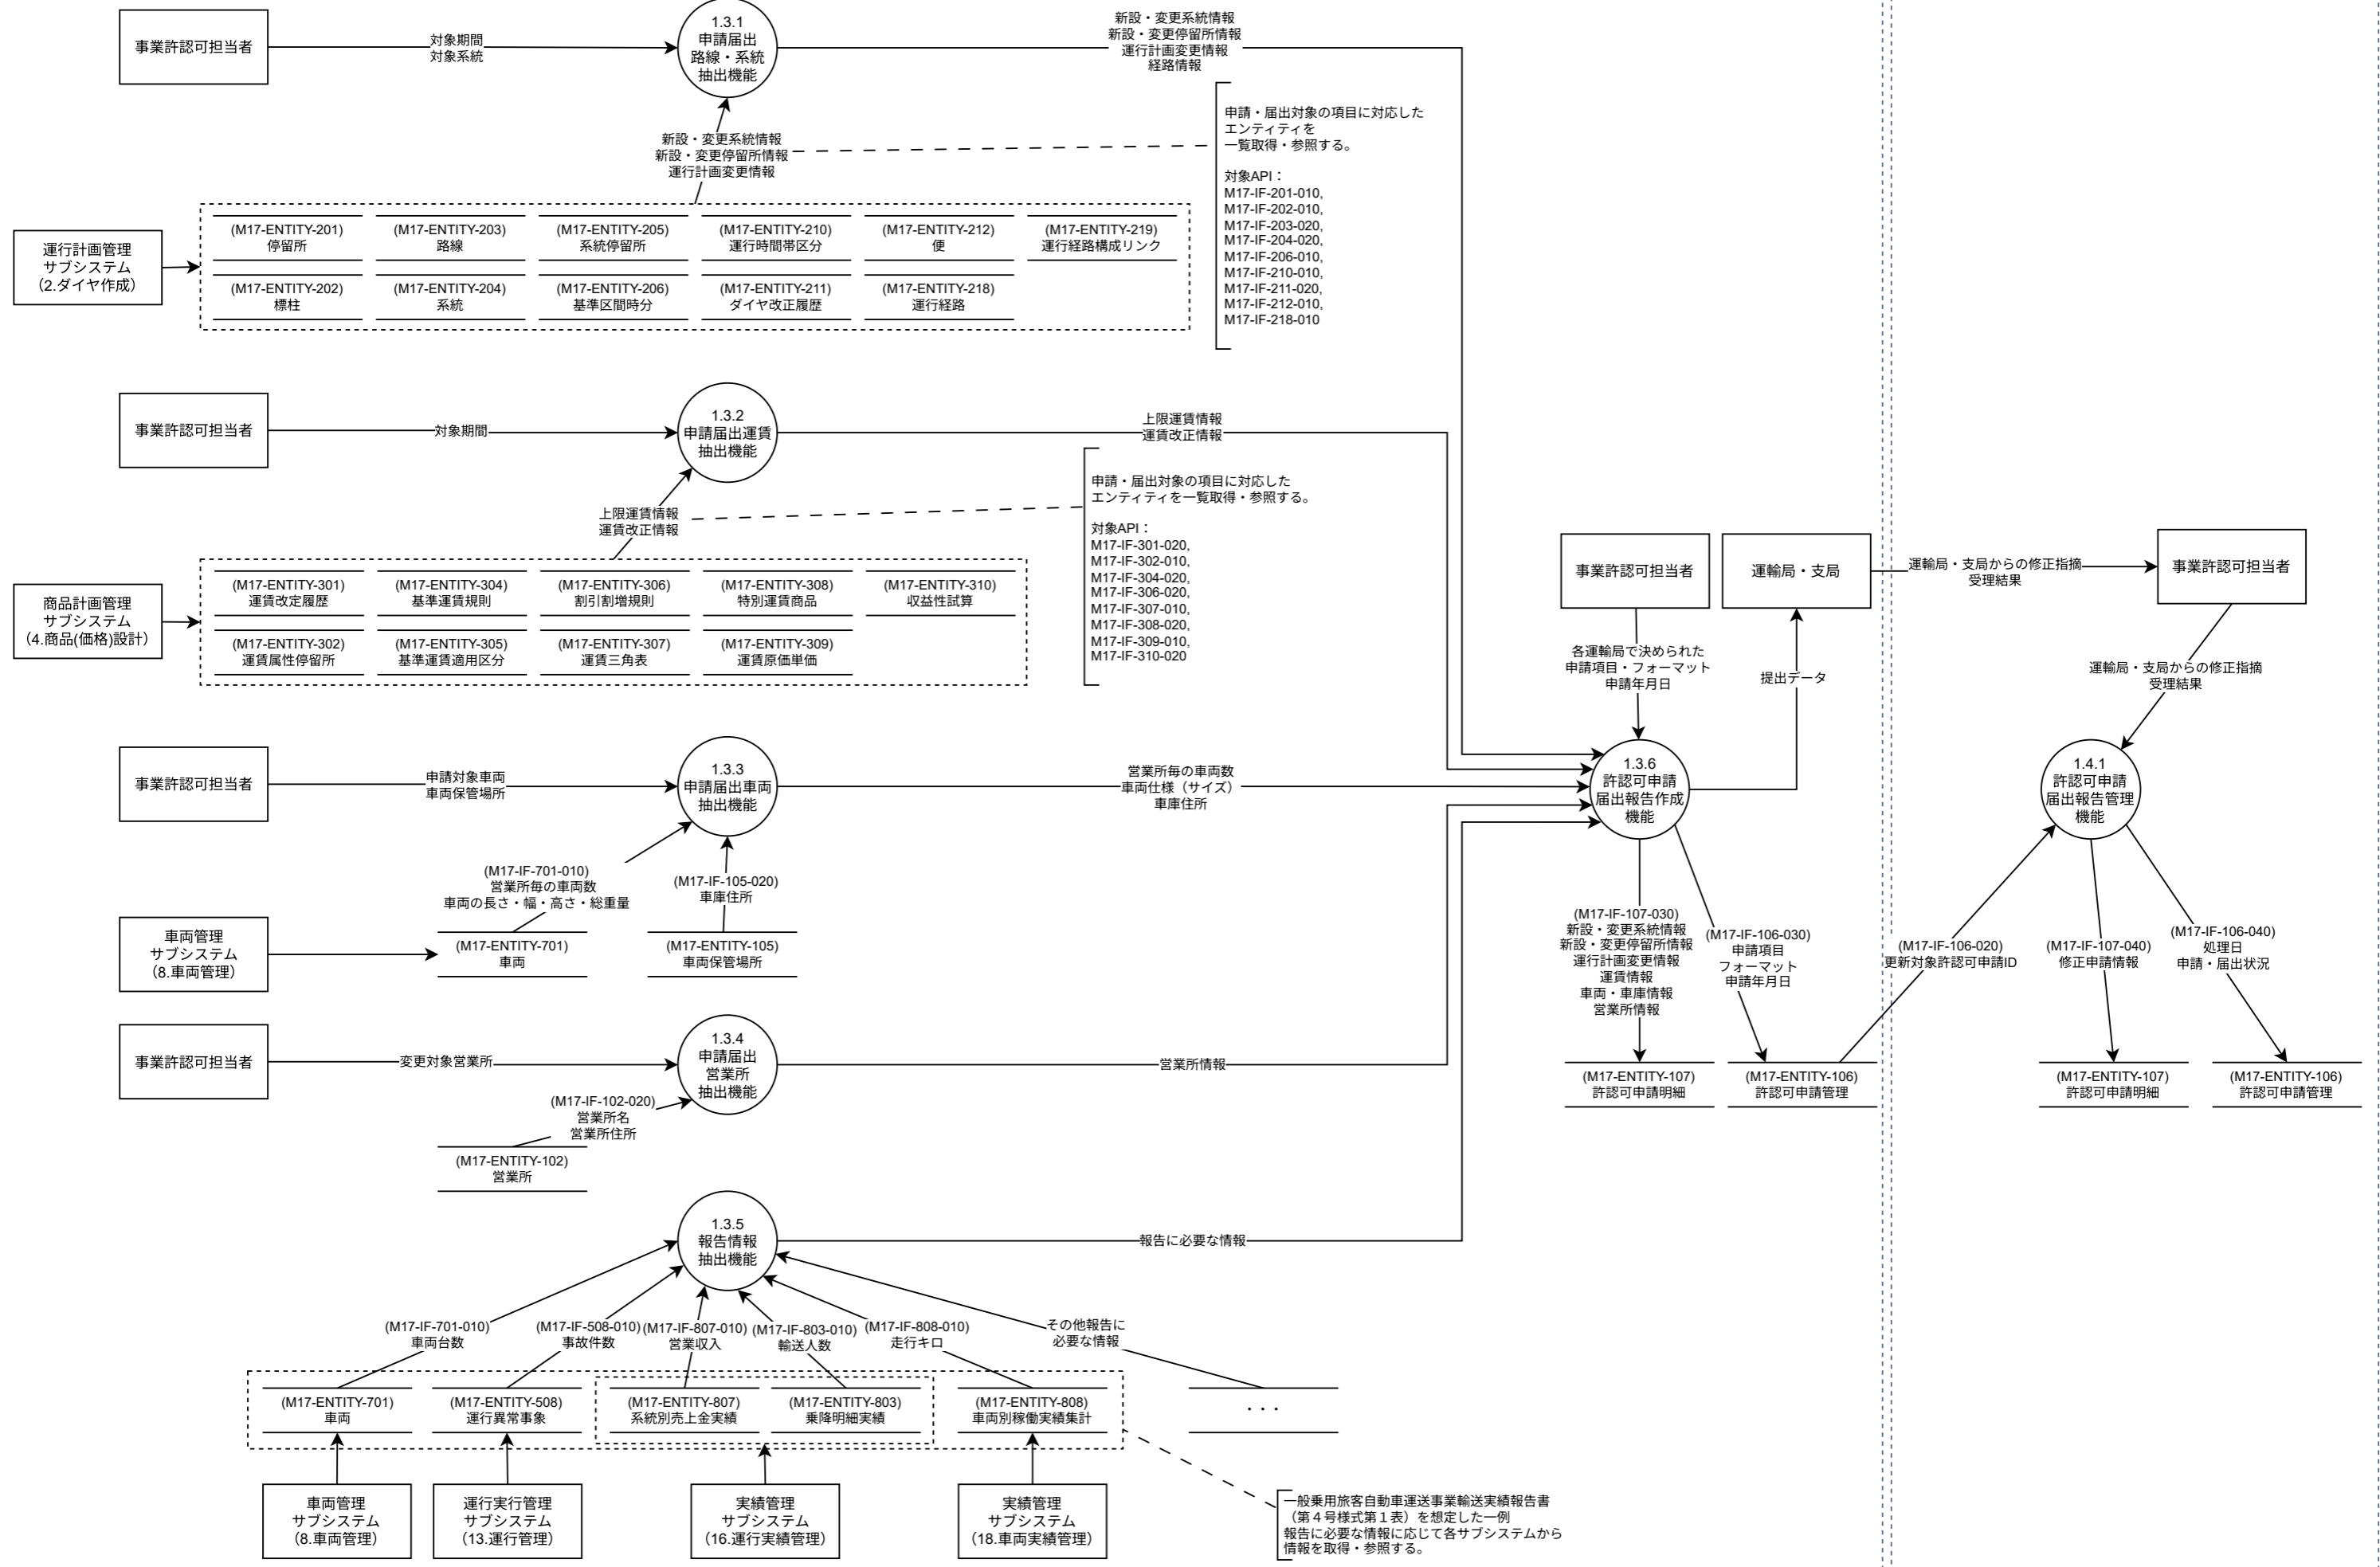 事業許認可担当者
対象期間
対象系統
1.3.1
申請届出
路線・系統
抽出機能
新設・変更系統情報
新設・変更停留所情報
運行計画変更情報
経路情報
新設・変更系統情報
新設・変更停留所情報
運行計画変更情報
申請・届出対象の項目に対応した
エンティティを
一覧取得・参照する。
対象API：
M17-IF-201-010,
M17-IF-202-010,
M17-IF-203-020,
M17-IF-204-020,
M17-IF-206-010,
M17-IF-210-010,
M17-IF-211-020,
M17-IF-212-010,
M17-IF-218-010
運行計画管理
サブシステム
（2.ダイヤ作成）
(M17-ENTITY-201)
停留所
(M17-ENTITY-203)
路線
(M17-ENTITY-205)
系統停留所
(M17-ENTITY-210)
運行時間帯区分
(M17-ENTITY-212)
便
(M17-ENTITY-219)
運行経路構成リンク
(M17-ENTITY-202)
標柱
(M17-ENTITY-204)
系統
(M17-ENTITY-206)
基準区間時分
(M17-ENTITY-211)
ダイヤ改正履歴
(M17-ENTITY-218)
運行経路
事業許認可担当者
対象期間
1.3.2
申請届出運賃
抽出機能
上限運賃情報
運賃改正情報
上限運賃情報
運賃改正情報
申請・届出対象の項目に対応した
エンティティを一覧取得・参照する。
対象API：
M17-IF-301-020,
M17-IF-302-010,
M17-IF-304-020,
M17-IF-306-020,
M17-IF-307-010,
M17-IF-308-020,
M17-IF-309-010,
M17-IF-310-020
商品計画管理
サブシステム
（4.商品(価格)設計）
(M17-ENTITY-301)
運賃改定履歴
(M17-ENTITY-304)
基準運賃規則
(M17-ENTITY-306)
割引割増規則
(M17-ENTITY-308)
特別運賃商品
(M17-ENTITY-310)
収益性試算
(M17-ENTITY-302)
運賃属性停留所
(M17-ENTITY-305)
基準運賃適用区分
(M17-ENTITY-307)
運賃三角表
(M17-ENTITY-309)
運賃原価単価
事業許認可担当者
申請対象車両
車両保管場所
1.3.3
申請届出車両
抽出機能
営業所毎の車両数
車両仕様（サイズ）
車庫住所
(M17-IF-701-010)
営業所毎の車両数
車両の長さ・幅・高さ・総重量
(M17-IF-105-020)
車庫住所
車両管理
サブシステム
（8.車両管理）
(M17-ENTITY-701)
車両
(M17-ENTITY-105)
車両保管場所
事業許認可担当者
変更対象営業所
1.3.4
申請届出
営業所
抽出機能
営業所情報
(M17-IF-102-020)
営業所名
営業所住所
(M17-ENTITY-102)
営業所
1.3.5
報告情報
抽出機能
報告に必要な情報
(M17-IF-701-010)
車両台数
(M17-IF-508-010)
事故件数
(M17-IF-807-010)
営業収入
(M17-IF-803-010)
輸送人数
(M17-IF-808-010)
走行キロ
その他報告に
必要な情報
(M17-ENTITY-701)
車両
(M17-ENTITY-508)
運行異常事象
(M17-ENTITY-807)
系統別売上金実績
(M17-ENTITY-803)
乗降明細実績
(M17-ENTITY-808)
車両別稼働実績集計
・・・
車両管理
サブシステム
（8.車両管理）
運行実行管理
サブシステム
（13.運行管理）
実績管理
サブシステム
（16.運行実績管理）
実績管理
サブシステム
（18.車両実績管理）
一般乗用旅客自動車運送事業輸送実績報告書
（第４号様式第１表）を想定した一例
報告に必要な情報に応じて各サブシステムから
情報を取得・参照する。
事業許認可担当者
運輸局・支局
各運輸局で決められた
申請項目・フォーマット
申請年月日
提出データ
1.3.6
許認可申請
届出報告作成
機能
(M17-IF-107-030)
新設・変更系統情報
新設・変更停留所情報
運行計画変更情報
運賃情報
車両・車庫情報
営業所情報
(M17-IF-106-030)
申請項目
フォーマット
申請年月日
(M17-ENTITY-107)
許認可申請明細
(M17-ENTITY-106)
許認可申請管理
運輸局・支局からの修正指摘
受理結果
事業許認可担当者
運輸局・支局からの修正指摘
受理結果
1.4.1
許認可申請
届出報告管理
機能
(M17-IF-106-020)
更新対象許認可申請ID
(M17-IF-107-040)
修正申請情報
(M17-IF-106-040)
処理日
申請・届出状況
(M17-ENTITY-107)
許認可申請明細
(M17-ENTITY-106)
許認可申請管理